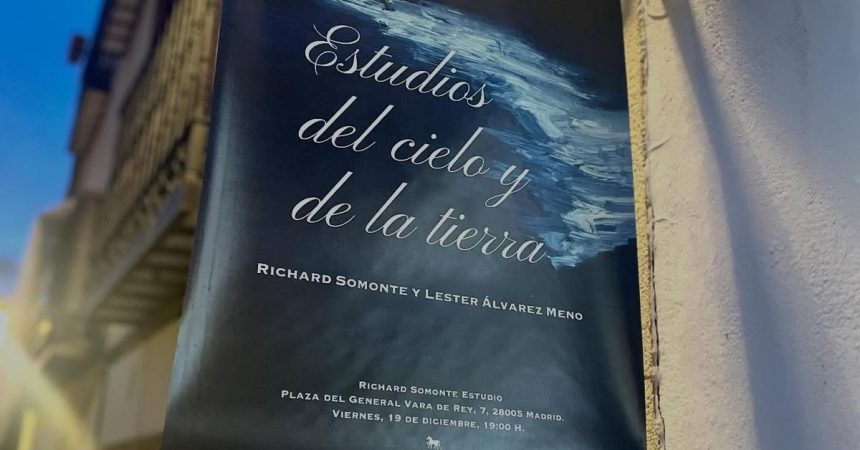 Estudios
del cielo y
de la tierra
Richard Somonte y Lester Álvarez Meno
Richard Somonte Estudio
Plaza del General Vara de Rey, 7, 28005 Madrid.
Viernes, 19 de diciembre, 19:00 h.